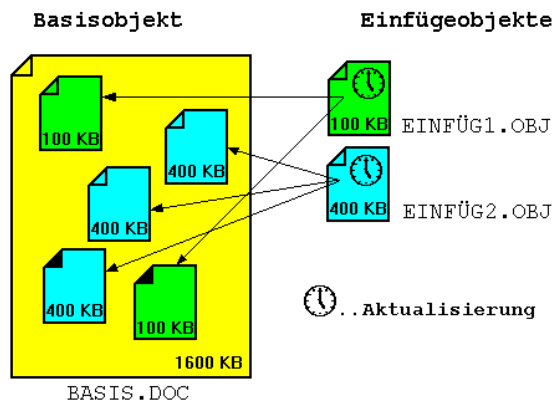 Basisobjekt
Einfügeobjekte
100 KB
400 KB
400 KB
400 KB
100 KB
1600 KB
BASIS.DOC
100 KB
EINFÜG1.OBJ
400 KB
EINFÜG2.OBJ
..Aktualisierung